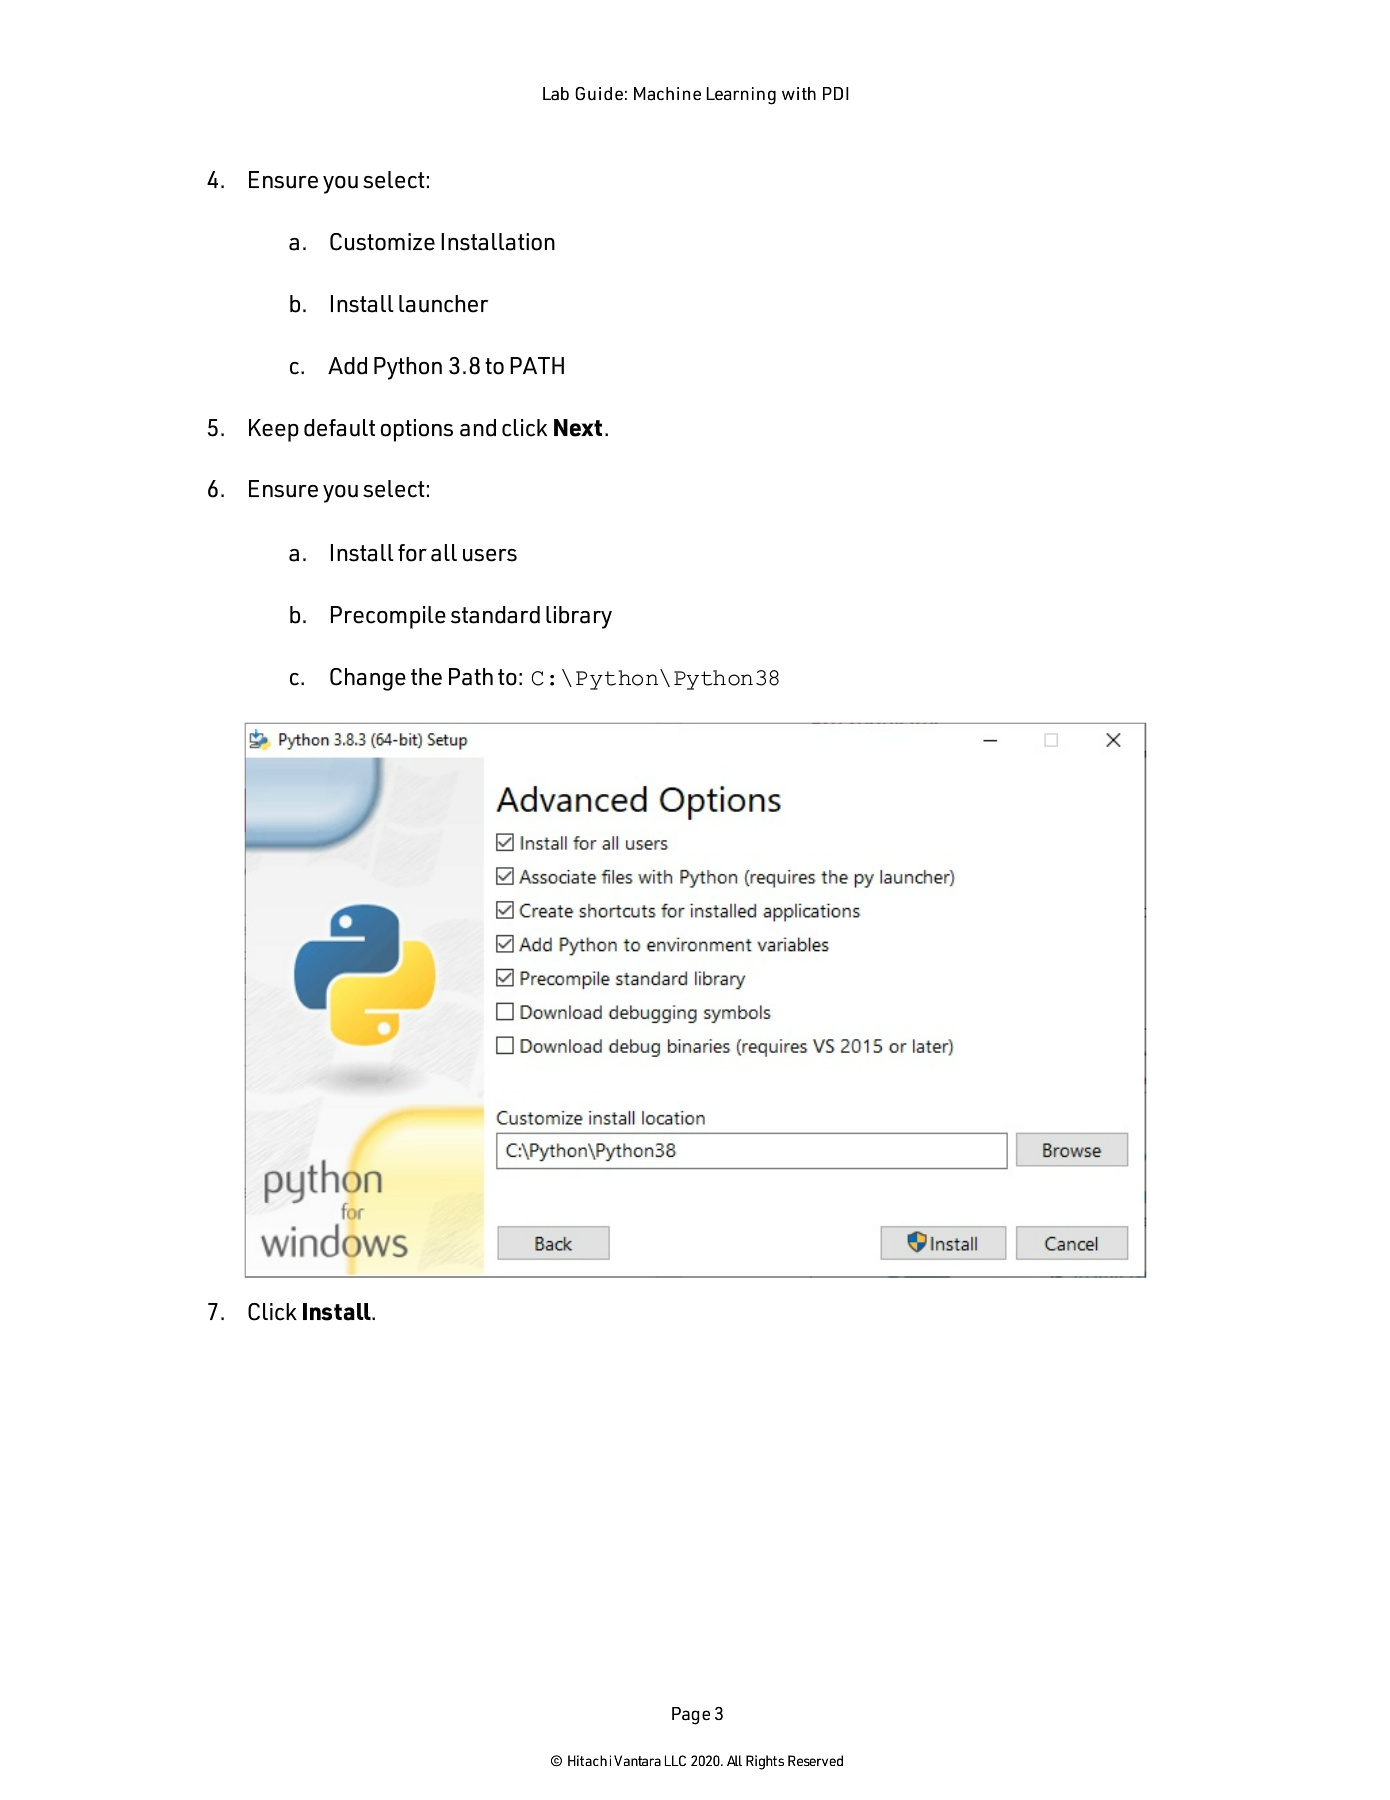 Lab Guide: Machine Learning with PDI
4. Ensure you select:
a. Customize Installation
b. Install launcher
c. Add Python 3.8 to PATH
5. Keep default options and click Next.
6. Ensure you select:
a. Install for all users
b. Precompile standard library
c. Change the Path to: C:\Python\Python38
Python 3.8.3 (64-bit) Setup
Advanced Options
Install for all users
Associate files with Python (requires the py launcher)
Create shortcuts for installed applications
Add Python to environment variables
Precompile standard library
Download debugging symbols
Download debug binaries (requires VS 2015 or later)
Customize install location
C:\Python\Python38
Browse
python
for
windows
Back
Install
Cancel
7. Click Install.
Page 3
© Hitachi Vantara LLC 2020. All Rights Reserved